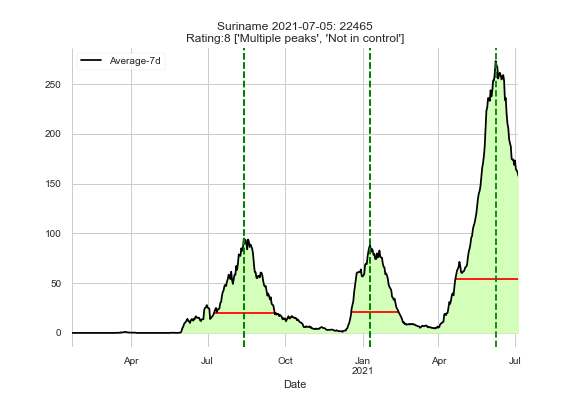 Suriname 2021-07-05: 22465
Rating:8 ['Multiple peaks', 'Not in control']
Average-7d
250
200
150
100
50
0
Apr Jul Oct Jan Apr Jul
2021
Date